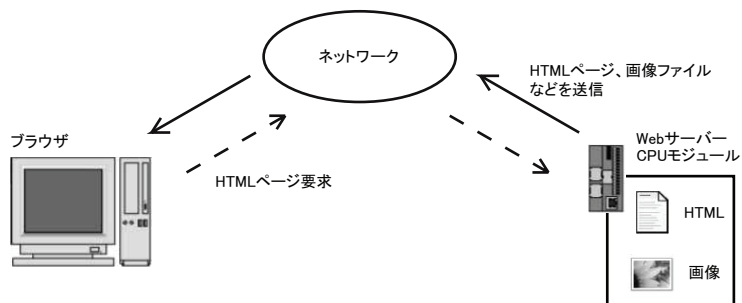 ネットワーク
HTMLページ、画像ファイル
などを送信
ブラウザ
Webサーバー
CPUモジュール
HTMLページ要求
HTML
画像